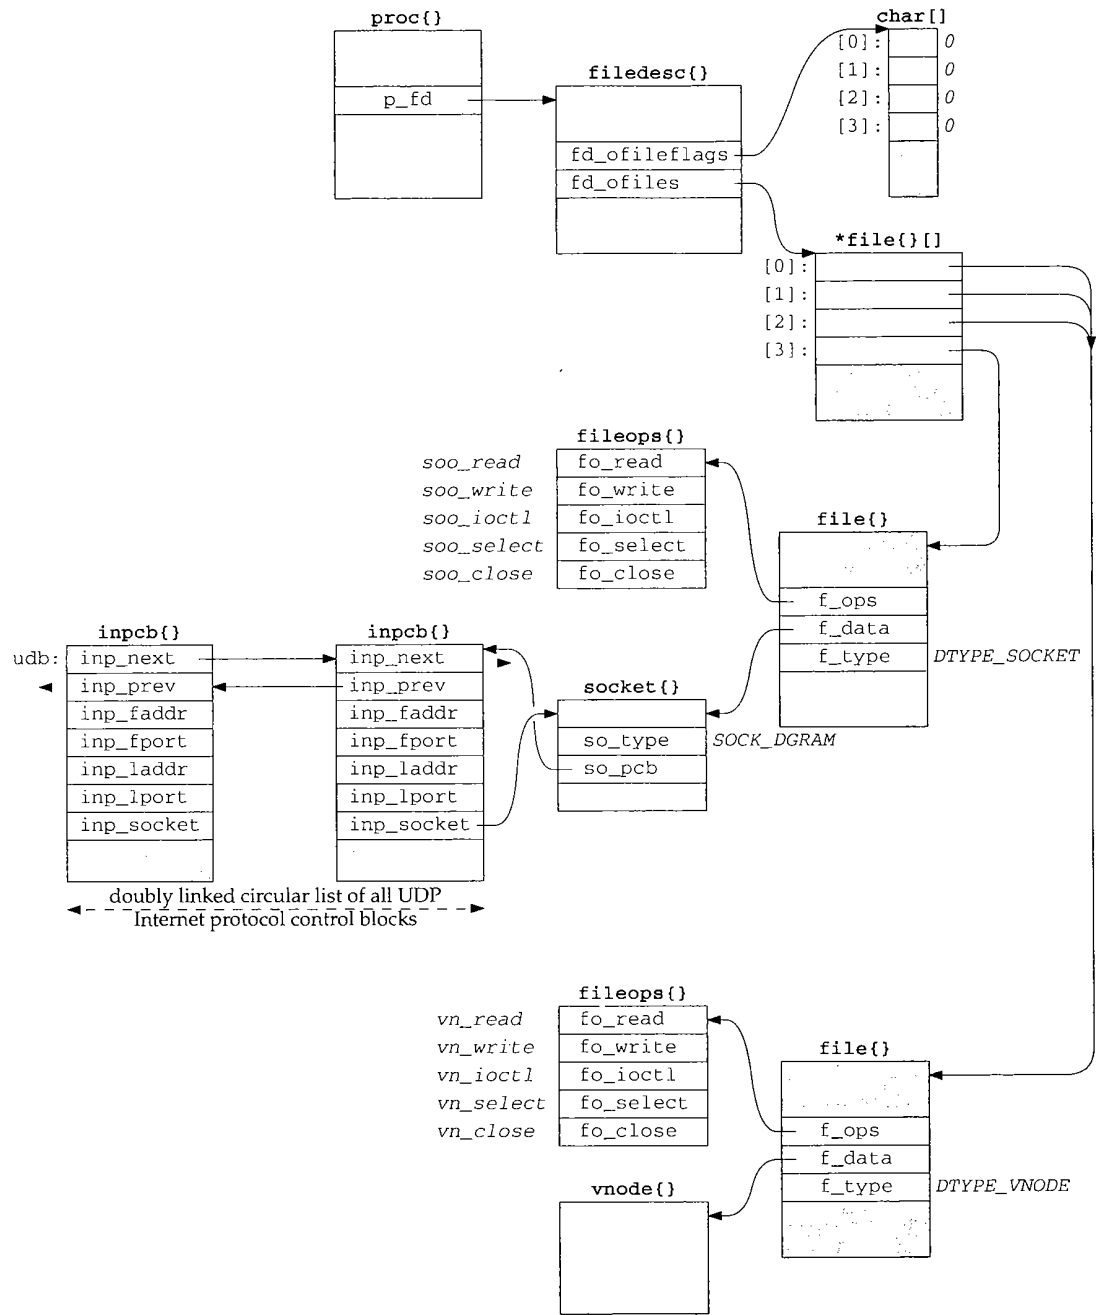 proc{}
char[]
[0]: 0
[1]: 0
[2]: 0
[3]: 0
filedesc{}
p_fd
fd_ofileflags
fd_ofiles
*file{}[]
[0]:
[1]:
[2]:
[3]:
fileops{}
soo_read fo_read
soo_write fo_write
soo_ioctl fo_ioctl
soo_select fo_select
soo_close fo_close
file{}
f_ops
f_data
f_type DTYPE_SOCKET
inpcb{} inpcb{}
udb: inp_next inp_next
inp_prev inp_prev
inp_faddr inp_faddr
inp_fport inp_fport
inp_laddr inp_laddr
inp_lport inp_lport
inp_socket inp_socket
socket{}
so_type SOCK_DGRAM
so_pcb
doubly linked circular list of all UDP
Internet protocol control blocks
fileops{}
vn_read fo_read
vn_write fo_write
vn_ioctl fo_ioctl
vn_select fo_select
vn_close fo_close
file{}
f_ops
f_data
f_type DTYPE_VNODE
vnode{}